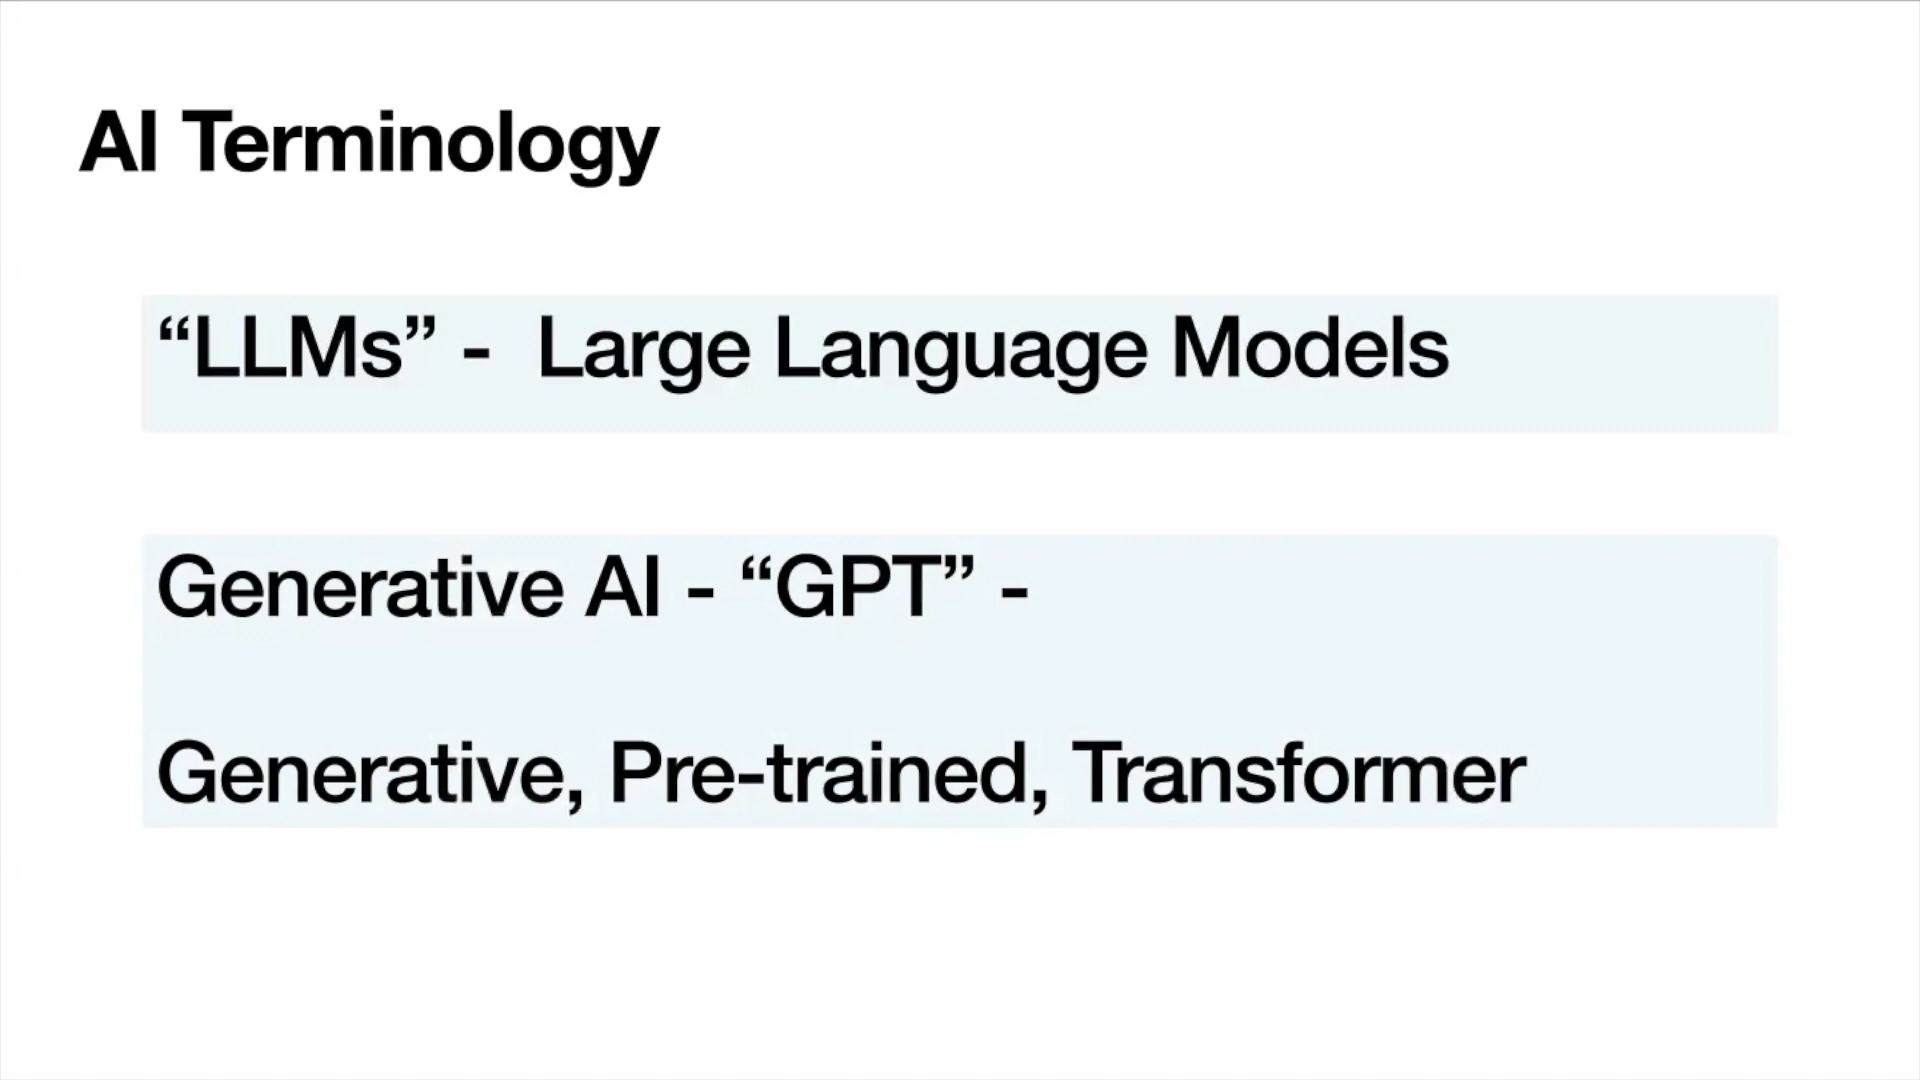 AI Terminology
“LLMs” -  Large Language Models
Generative AI - “GPT” -
Generative, Pre-trained, Transformer